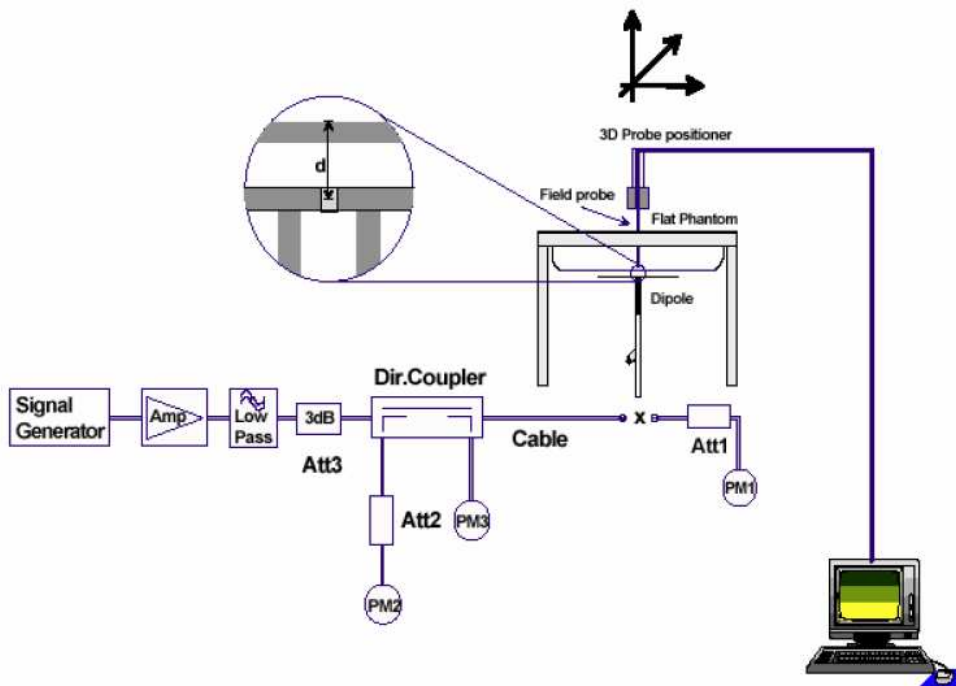 3D Probe positioner
d
Field probe
Flat Phantom
Dipole
Dir.Coupler
Signal
Generator
Amp
Low
Pass
3dB
Cable
x
Att1
Att3
PM1
Att2
PM3
PM2